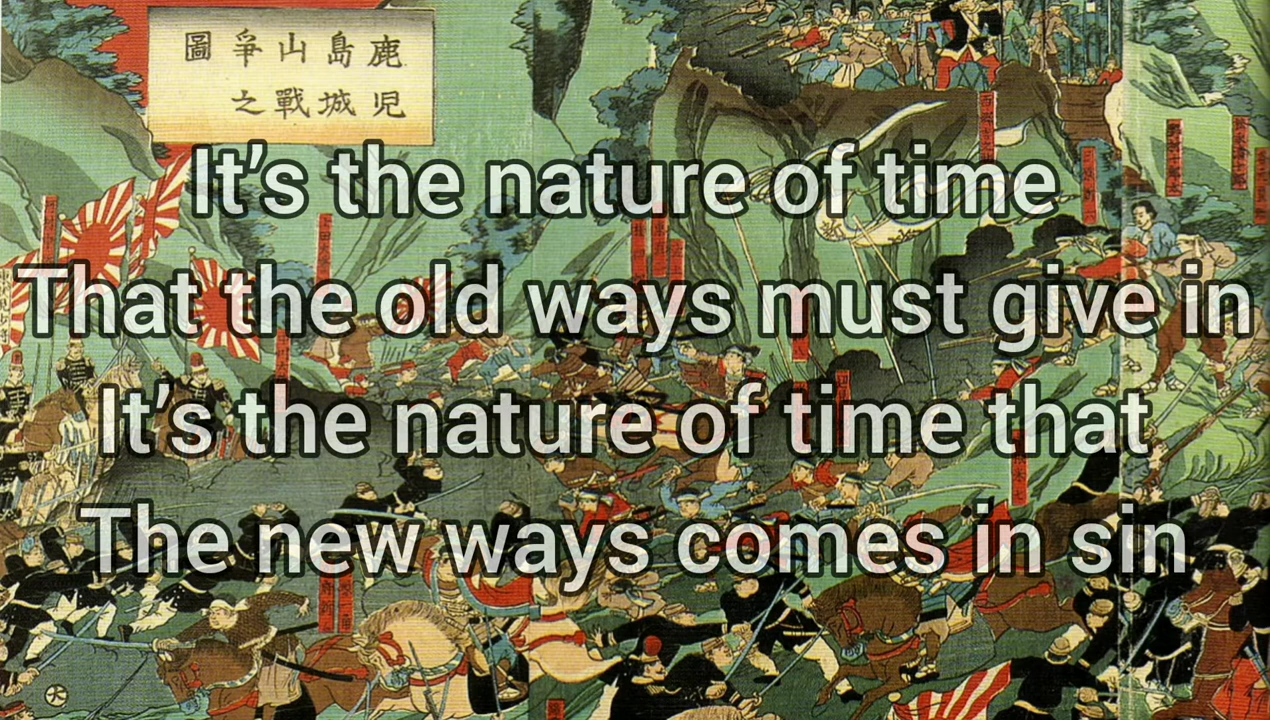 鹿児
島城
山戰
争之
圖
It’s the nature of time
That the old ways must give in
It’s the nature of time that
The new ways comes in sin